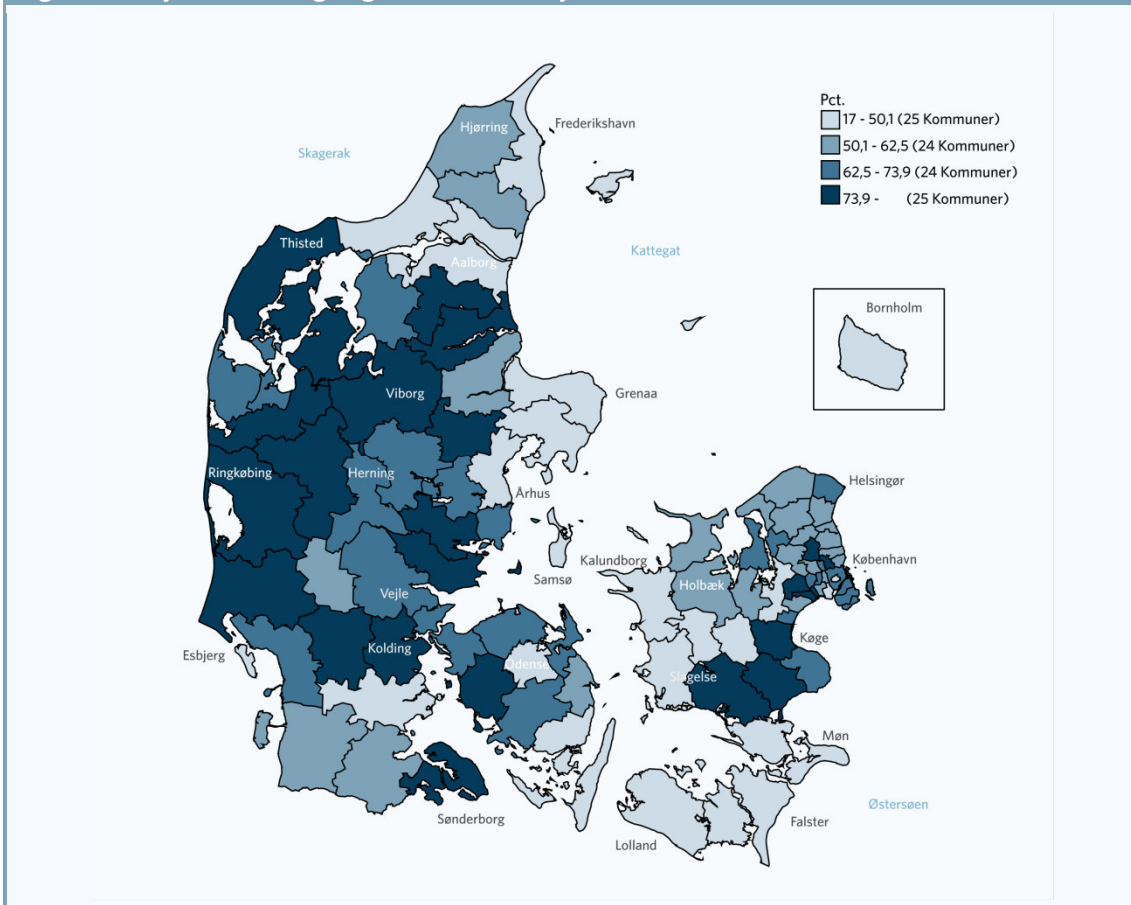 Pct.
17 - 50,1 (25 Kommuner)
50,1 - 62,5 (24 Kommuner)
62,5 - 73,9 (24 Kommuner)
73,9 - (25 Kommuner)
Hjørring
Frederikshavn
Skagerak
Thisted
Kattegat
Aalborg
Bornholm
Viborg
Grenaa
Ringkøbing
Herning
Helsingør
Århus
Kalundborg
København
Samsø
Holbæk
Vejle
Køge
Esbjerg
Kolding
Odense
Slagelse
Møn
Østersøen
Sønderborg
Falster
Lolland